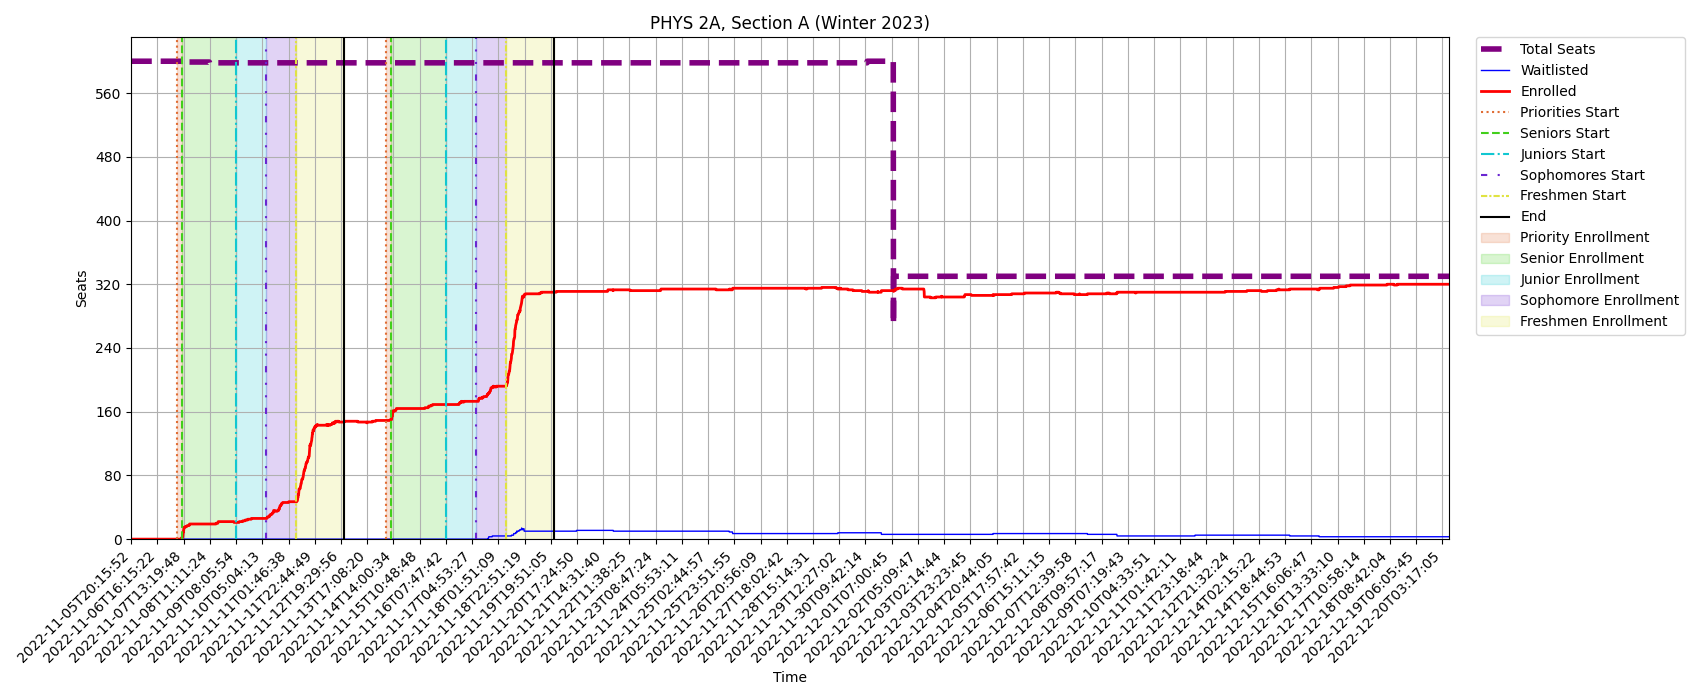 PHYS 2A, Section A (Winter 2023)
Seats
560
480
400
320
240
160
80
0
2022-11-05T20:15:52
2022-11-06T16:15:22
2022-11-07T13:19:48
2022-11-08T11:11:24
2022-11-09T08:05:54
2022-11-10T05:04:13
2022-11-11T01:46:38
2022-11-11T22:44:49
2022-11-12T19:29:56
2022-11-13T17:08:20
2022-11-14T14:00:34
2022-11-15T10:48:48
2022-11-16T07:47:42
2022-11-17T04:53:27
2022-11-18T01:51:09
2022-11-18T22:51:19
2022-11-19T19:51:05
2022-11-20T17:24:50
2022-11-21T14:31:40
2022-11-22T11:38:25
2022-11-23T08:47:24
2022-11-24T05:53:11
2022-11-25T02:44:57
2022-11-25T23:51:55
2022-11-26T20:56:09
2022-11-27T18:02:42
2022-11-28T15:14:31
2022-11-29T12:27:02
2022-11-30T09:42:14
2022-12-01T07:00:45
2022-12-02T05:09:47
2022-12-03T02:14:44
2022-12-03T23:23:45
2022-12-04T20:44:05
2022-12-05T17:57:42
2022-12-06T15:11:15
2022-12-07T12:39:58
2022-12-08T09:57:17
2022-12-09T07:19:43
2022-12-10T04:33:51
2022-12-11T01:42:11
2022-12-11T23:18:44
2022-12-12T21:32:24
2022-12-14T02:15:22
2022-12-14T18:44:53
2022-12-15T16:06:47
2022-12-16T13:33:10
2022-12-17T10:58:14
2022-12-18T08:42:04
2022-12-19T06:05:45
2022-12-20T03:17:05
Time
Total Seats
Waitlisted
Enrolled
Priorities Start
Seniors Start
Juniors Start
Sophomores Start
Freshmen Start
End
Priority Enrollment
Senior Enrollment
Junior Enrollment
Sophomore Enrollment
Freshmen Enrollment